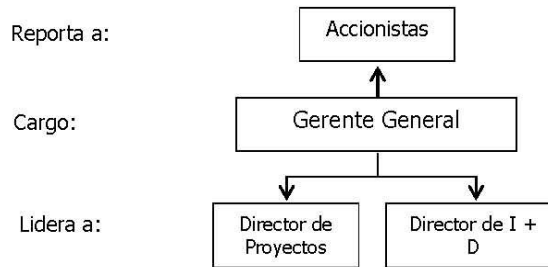 Reporta a:
Accionistas
Cargo:
Gerente General
Lidera a:
Director de
Proyectos
Director de I +
D